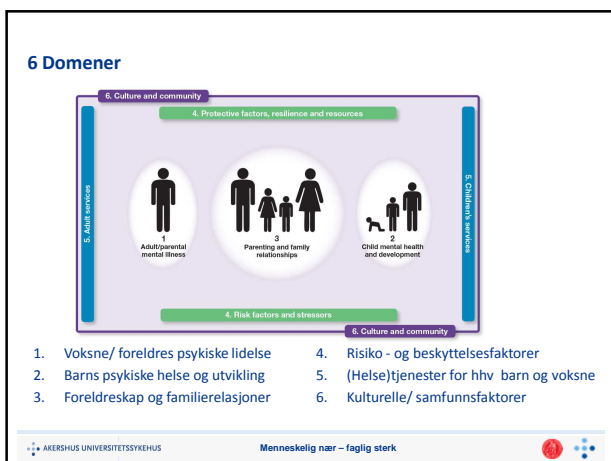 6 Domener
6. Culture and community
4. Protective factors, resilience and resources
5. Adult services
5. Children's services
1
Adult/parental
mental illness
3
Parenting and family
relationships
2
Child mental health
and development
4. Risk factors and stressors
6. Culture and community
1. Voksne/ foreldres psykiske lidelse
2. Barns psykiske helse og utvikling
3. Foreldreskap og familierelasjoner
4. Risiko - og beskyttelsesfaktorer
5. (Helse)tjenester for hhv barn og voksne
6. Kulturelle/ samfunnsfaktorer
AKERSHUS UNIVERSITETSSYKEHUS
Menneskelig nær – faglig sterk